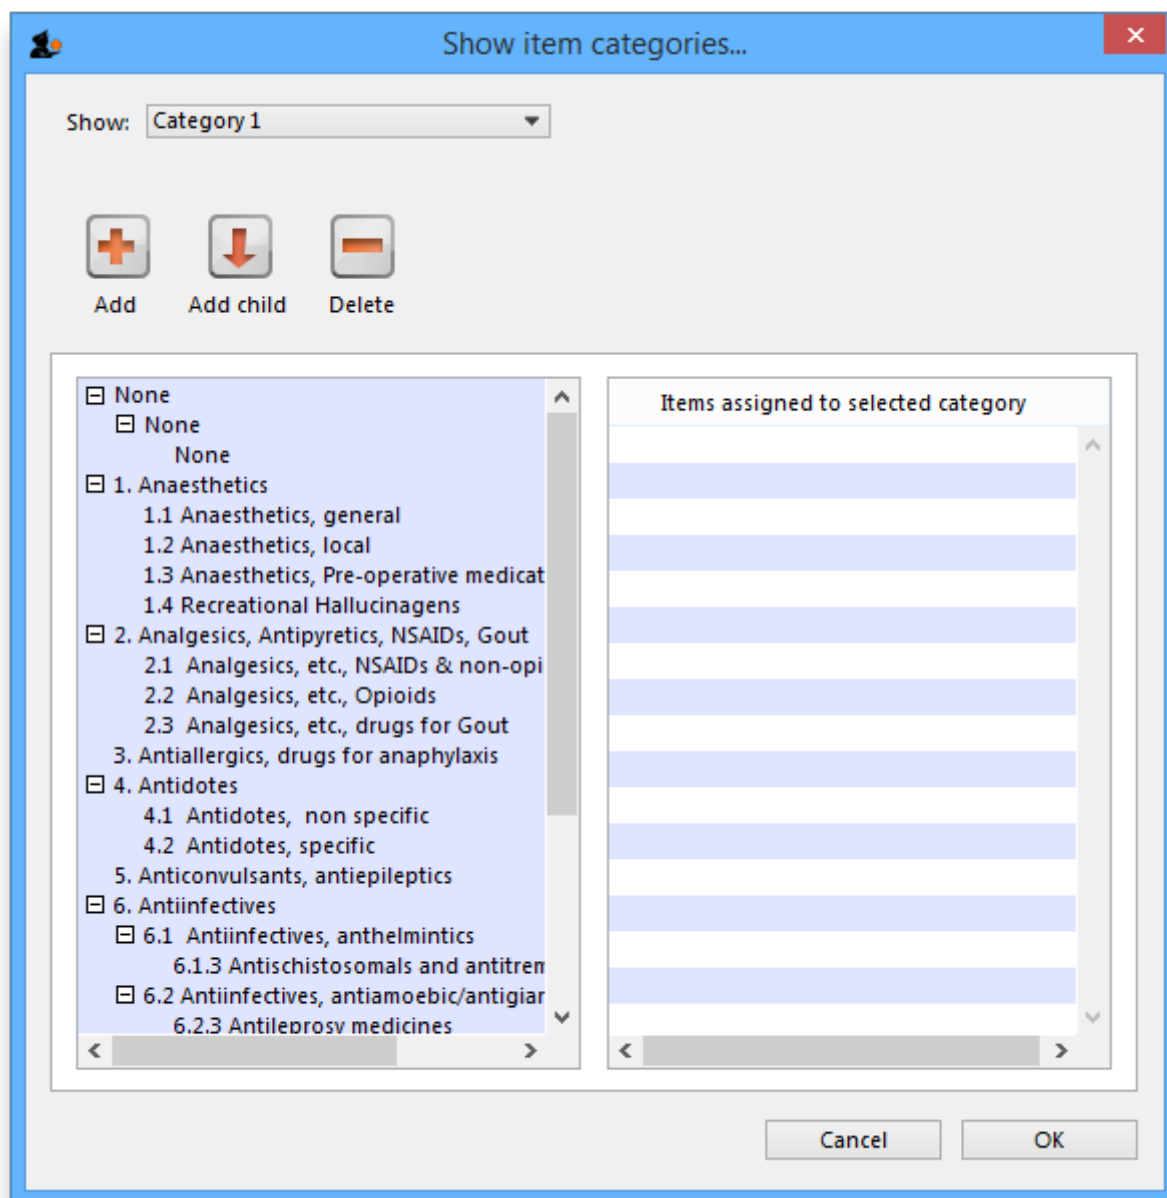 Show item categories...
Show: Category 1
Add Add child Delete
None
None
None
1. Anaesthetics
1.1 Anaesthetics, general
1.2 Anaesthetics, local
1.3 Anaesthetics, Pre-operative medicat
1.4 Recreational Hallucinagens
2. Analgesics, Antipyretics, NSAIDs, Gout
2.1 Analgesics, etc., NSAIDs & non-opi
2.2 Analgesics, etc., Opioids
2.3 Analgesics, etc., drugs for Gout
3. Antiallergics, drugs for anaphylaxis
4. Antidotes
4.1 Antidotes, non specific
4.2 Antidotes, specific
5. Anticonvulsants, antiepileptics
6. Antiinfectives
6.1 Antiinfectives, anthelmintics
6.1.3 Antischistosomals and antitrem
6.2 Antiinfectives, antiamoebic/antigiar
6.2.3 Antileprosy medicines
Items assigned to selected category
Cancel OK